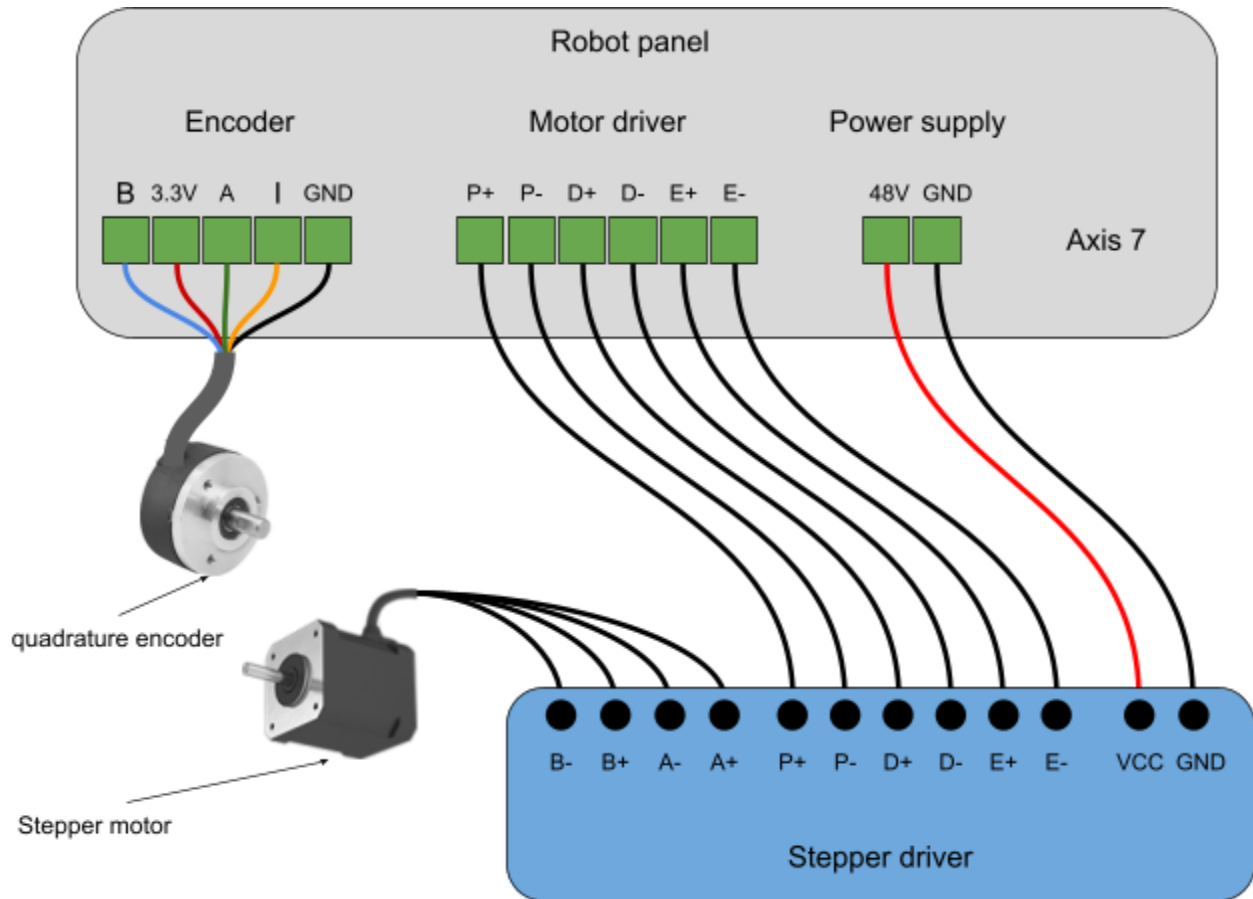 Robot panel
Encoder
Motor driver
Power supply
B 3.3V A I GND
P+ P- D+ D- E+ E-
48V GND
Axis 7
quadrature encoder
Stepper motor
B- B+ A- A+ P+ P- D+ D- E+ E- VCC GND
Stepper driver